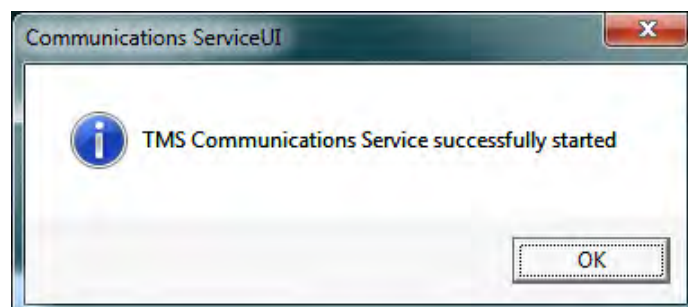 Communications ServiceUI
TMS Communications Service successfully started
OK